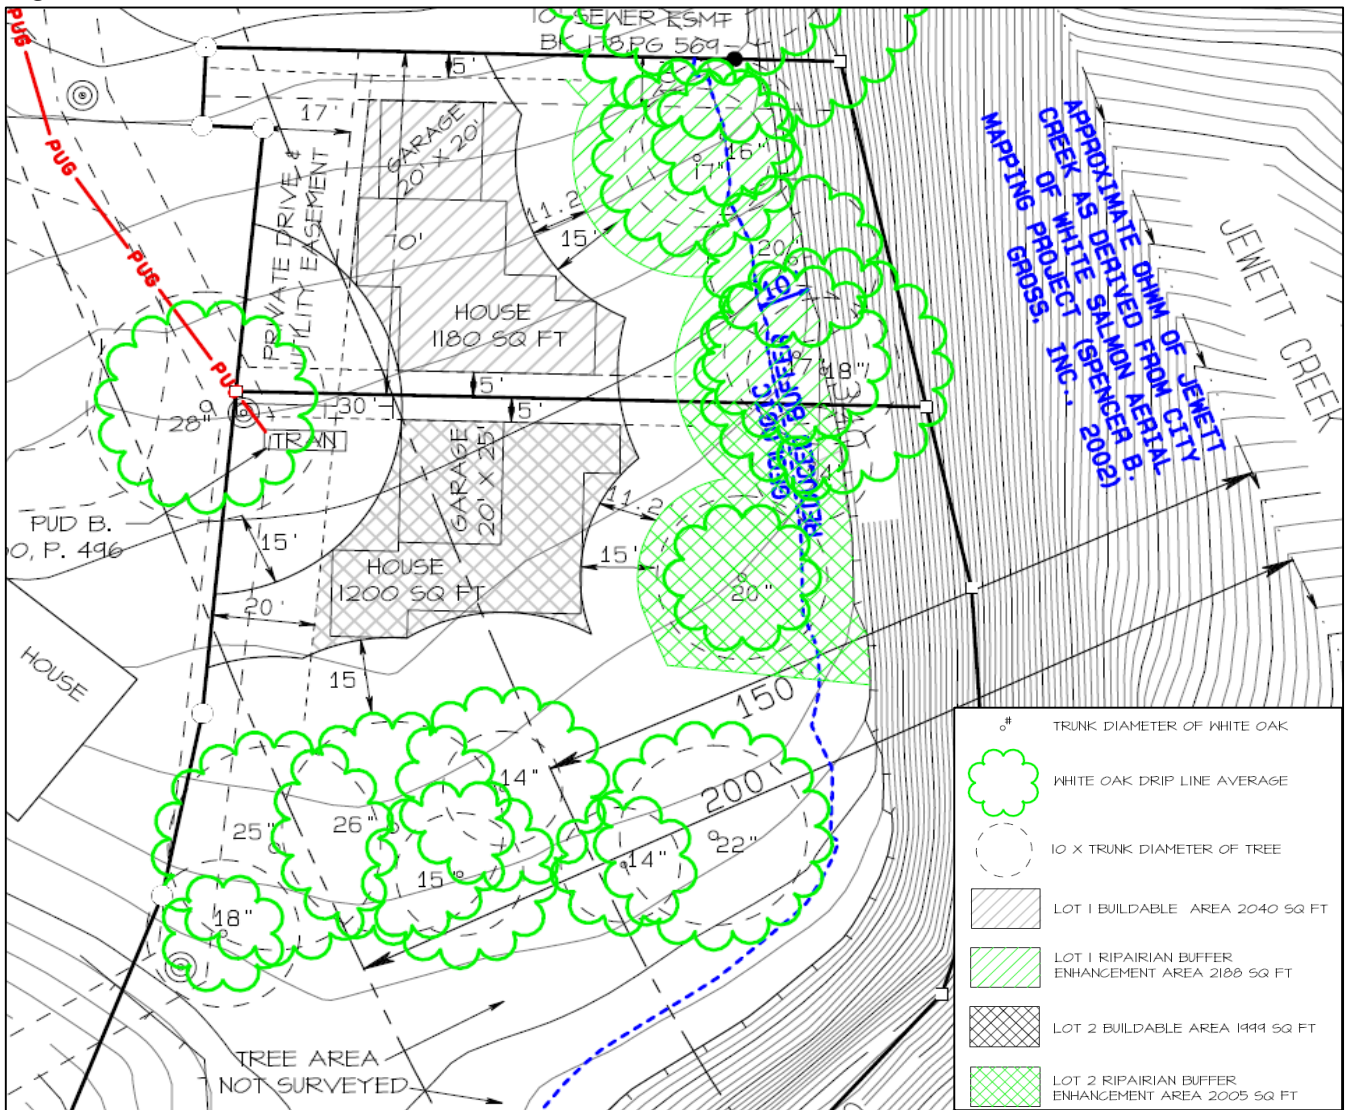 10' SEWER ESMT
BK 178 PG 569
PUG
PUG
PUG
5'
17'
GARAGE
20' X 20'
PRIVIATE DRIVE &
UTILITY EASEMENT
70'
11.2'
15'
HOUSE
1180 SQ FT
16"
17"
20"
10'
18"
APPROXIMATE OHWM OF JEWETT
CREEK AS DERIVED FROM CITY
OF WHITE SALMON AERIAL
MAPPING PROJECT (SPENCER B.
GROSS, INC., 2002)
JEWETT CREEK
5'
5'
30'
28"
TRAN
GARAGE
20' X 25'
REDUCED BUFFER
PUD B.
O, P. 496
15'
HOUSE
1200 SQ FT
11.2
15'
20"
20'
HOUSE
15
150
200'
14"
25"
26"
15"
14"
22"
18"
TREE AREA
NOT SURVEYED
#
TRUNK DIAMETER OF WHITE OAK
WHITE OAK DRIP LINE AVERAGE
10 X TRUNK DIAMETER OF TREE
LOT 1 BUILDABLE AREA 2040 SQ FT
LOT 1 RIPAIRIAN BUFFER
ENHANCEMENT AREA 2188 SQ FT
LOT 2 BUILDABLE AREA 1999 SQ FT
LOT 2 RIPAIRIAN BUFFER
ENHANCEMENT AREA 2005 SQ FT